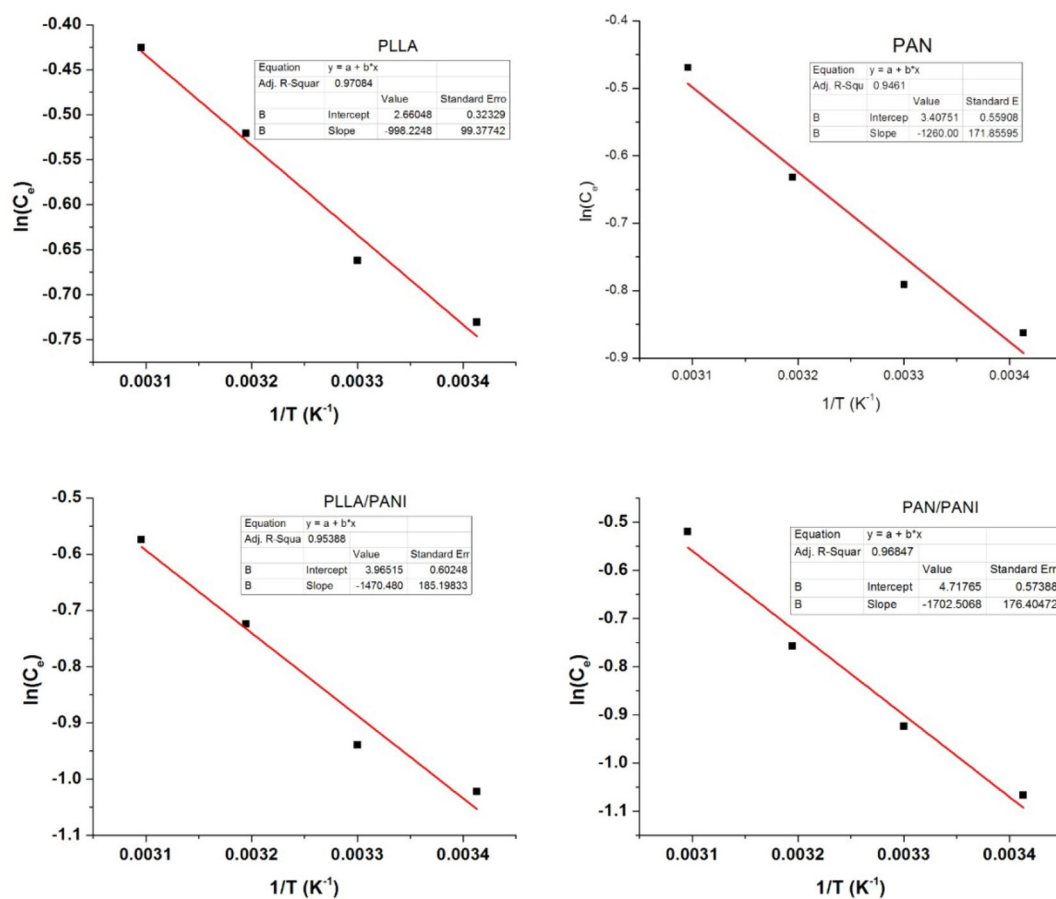 PLLA
-0.40
-0.45
-0.50
-0.55
-0.60
-0.65
-0.70
-0.75
ln(Cₑ)
Equation y = a + b*x
Adj. R-Squar 0.97084
Value Standard Erro
B Intercept 2.66048 0.32329
B Slope -998.2248 99.37742
0.0031 0.0032 0.0033 0.0034
1/T (K⁻¹)
PAN
-0.5
-0.6
-0.7
-0.8
-0.9
ln(Cₑ)
Equation y = a + b*x
Adj. R-Squ 0.9461
Value Standard E
B Intercep 3.40751 0.55908
B Slope -1260.00 171.85595
0.0031 0.0032 0.0033 0.0034
1/T (K⁻¹)
PLLA/PANI
-0.5
-0.6
-0.7
-0.8
-0.9
-1.0
-1.1
ln(Cₑ)
Equation y = a + b*x
Adj. R-Squa 0.95388
Value Standard Err
B Intercept 3.96515 0.60248
B Slope -1470.480 185.19833
0.0031 0.0032 0.0033 0.0034
1/T (K⁻¹)
PAN/PANI
-0.5
-0.6
-0.7
-0.8
-0.9
-1.0
-1.1
ln(Cₑ)
Equation y = a + b*x
Adj. R-Squar 0.96847
Value Standard Err
B Intercept 4.71765 0.57388
B Slope -1702.5068 176.40472
0.0031 0.0032 0.0033 0.0034
1/T (K⁻¹)